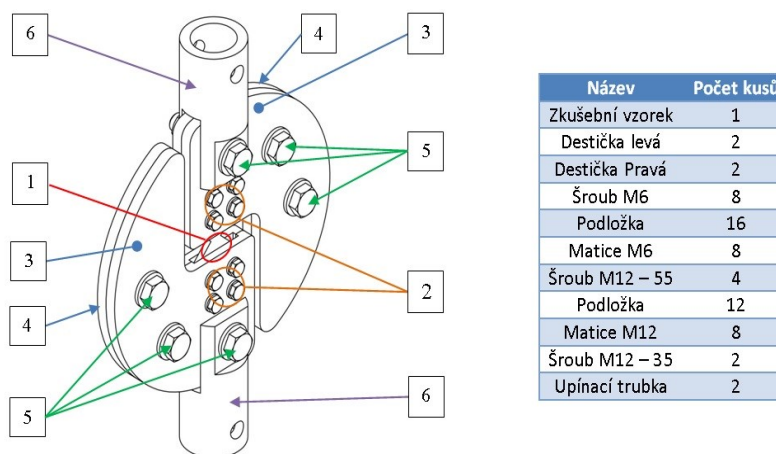 6
4
3
5
1
3
4
2
5
6
Název Počet kusů
Zkušební vzorek 1
Destička levá 2
Destička Pravá 2
Šroub M6 8
Podložka 16
Matice M6 8
Šroub M12 – 55 4
Podložka 12
Matice M12 8
Šroub M12 – 35 2
Upínací trubka 2